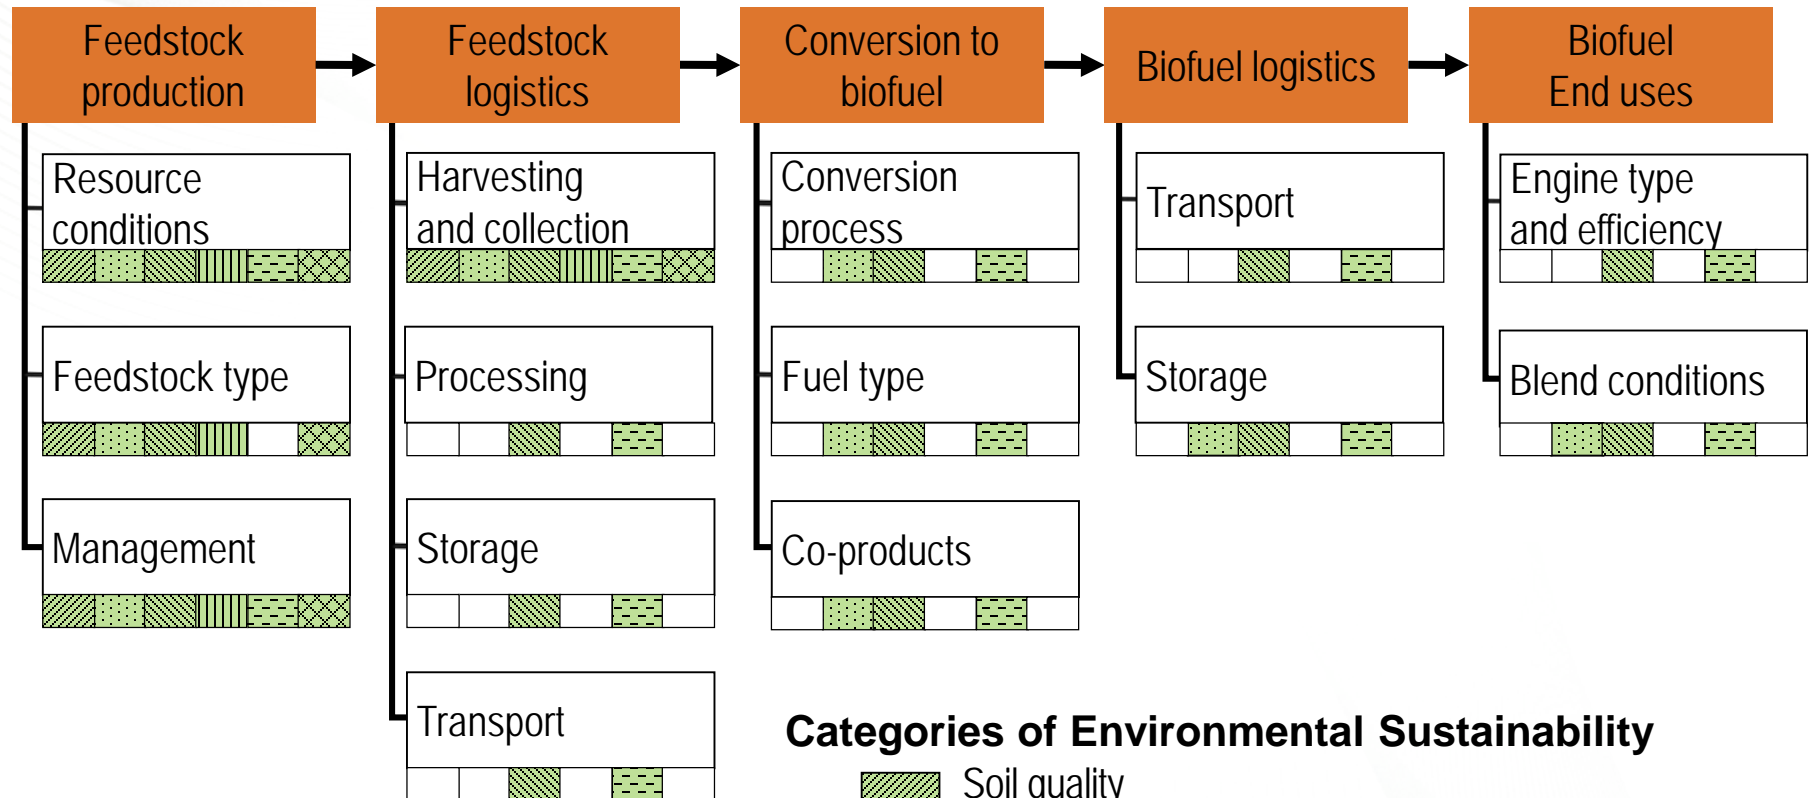 Feedstock
production
Feedstock
logistics
Conversion to
biofuel
Biofuel logistics
Biofuel
End uses
Resource
conditions
Feedstock type
Management
Harvesting
and collection
Processing
Storage
Transport
Conversion
process
Fuel type
Co-products
Transport
Storage
Engine type
and efficiency
Blend conditions
Categories of Environmental Sustainability
Soil quality